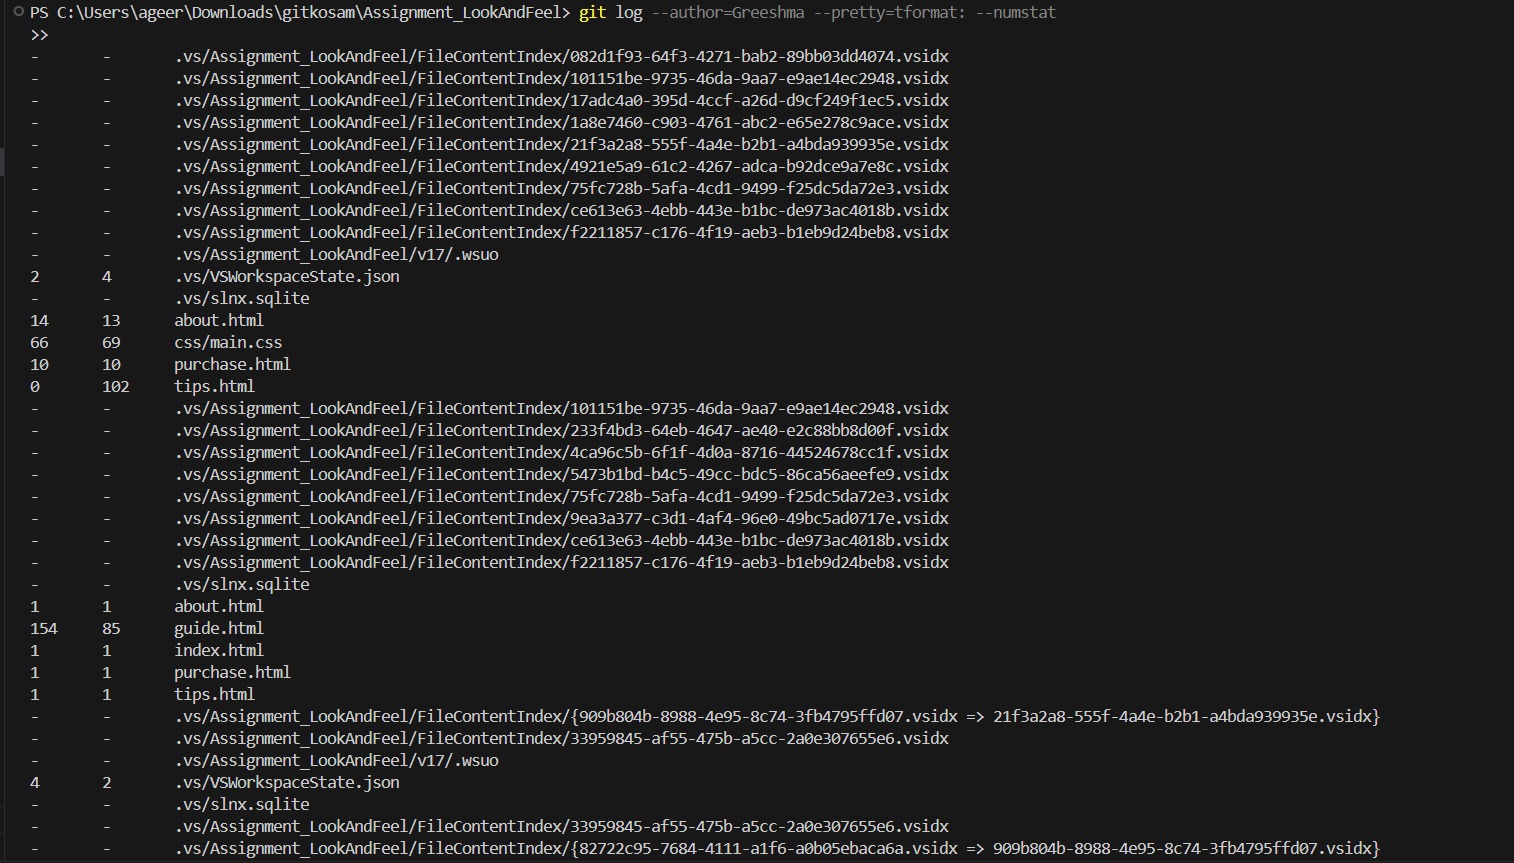 PS C:\Users\ageer\Downloads\gitkosam\Assignment_LookAndFeel> git log --author=Greeshma --pretty=tformat: --numstat
>>
- - .vs/Assignment_LookAndFeel/FileContentIndex/082d1f93-64f3-4271-bab2-89bb03dd4074.vsidx
- - .vs/Assignment_LookAndFeel/FileContentIndex/101151be-9735-46da-9aa7-e9ae14ec2948.vsidx
- - .vs/Assignment_LookAndFeel/FileContentIndex/17adc4a0-395d-4ccf-a26d-d9cf249f1ec5.vsidx
- - .vs/Assignment_LookAndFeel/FileContentIndex/1a8e7460-c903-4761-abc2-e65e278c9ace.vsidx
- - .vs/Assignment_LookAndFeel/FileContentIndex/21f3a2a8-555f-4a4e-b2b1-a4bda939935e.vsidx
- - .vs/Assignment_LookAndFeel/FileContentIndex/4921e5a9-61c2-4267-adca-b92dce9a7e8c.vsidx
- - .vs/Assignment_LookAndFeel/FileContentIndex/75fc728b-5afa-4cd1-9499-f25dc5da72e3.vsidx
- - .vs/Assignment_LookAndFeel/FileContentIndex/ce613e63-4ebb-443e-b1bc-de973ac4018b.vsidx
- - .vs/Assignment_LookAndFeel/FileContentIndex/f2211857-c176-4f19-aeb3-b1eb9d24beb8.vsidx
- - .vs/Assignment_LookAndFeel/v17/.wsuo
2 4 .vs/VSWorkspaceState.json
- - .vs/slnx.sqlite
14 13 about.html
66 69 css/main.css
10 10 purchase.html
0 102 tips.html
- - .vs/Assignment_LookAndFeel/FileContentIndex/101151be-9735-46da-9aa7-e9ae14ec2948.vsidx
- - .vs/Assignment_LookAndFeel/FileContentIndex/233f4bd3-64eb-4647-ae40-e2c88bb8d00f.vsidx
- - .vs/Assignment_LookAndFeel/FileContentIndex/4ca96c5b-6f1f-4d0a-8716-44524678cc1f.vsidx
- - .vs/Assignment_LookAndFeel/FileContentIndex/5473b1bd-b4c5-49cc-bdc5-86ca56aeefe9.vsidx
- - .vs/Assignment_LookAndFeel/FileContentIndex/75fc728b-5afa-4cd1-9499-f25dc5da72e3.vsidx
- - .vs/Assignment_LookAndFeel/FileContentIndex/9ea3a377-c3d1-4af4-96e0-49bc5ad0717e.vsidx
- - .vs/Assignment_LookAndFeel/FileContentIndex/ce613e63-4ebb-443e-b1bc-de973ac4018b.vsidx
- - .vs/Assignment_LookAndFeel/FileContentIndex/f2211857-c176-4f19-aeb3-b1eb9d24beb8.vsidx
- - .vs/slnx.sqlite
1 1 about.html
154 85 guide.html
1 1 index.html
1 1 purchase.html
1 1 tips.html
- - .vs/Assignment_LookAndFeel/FileContentIndex/{909b804b-8988-4e95-8c74-3fb4795ffd07.vsidx => 21f3a2a8-555f-4a4e-b2b1-a4bda939935e.vsidx}
- - .vs/Assignment_LookAndFeel/FileContentIndex/33959845-af55-475b-a5cc-2a0e307655e6.vsidx
- - .vs/Assignment_LookAndFeel/v17/.wsuo
4 2 .vs/VSWorkspaceState.json
- - .vs/slnx.sqlite
- - .vs/Assignment_LookAndFeel/FileContentIndex/33959845-af55-475b-a5cc-2a0e307655e6.vsidx
- - .vs/Assignment_LookAndFeel/FileContentIndex/{82722c95-7684-4111-a1f6-a0b05ebaca6a.vsidx => 909b804b-8988-4e95-8c74-3fb4795ffd07.vsidx}